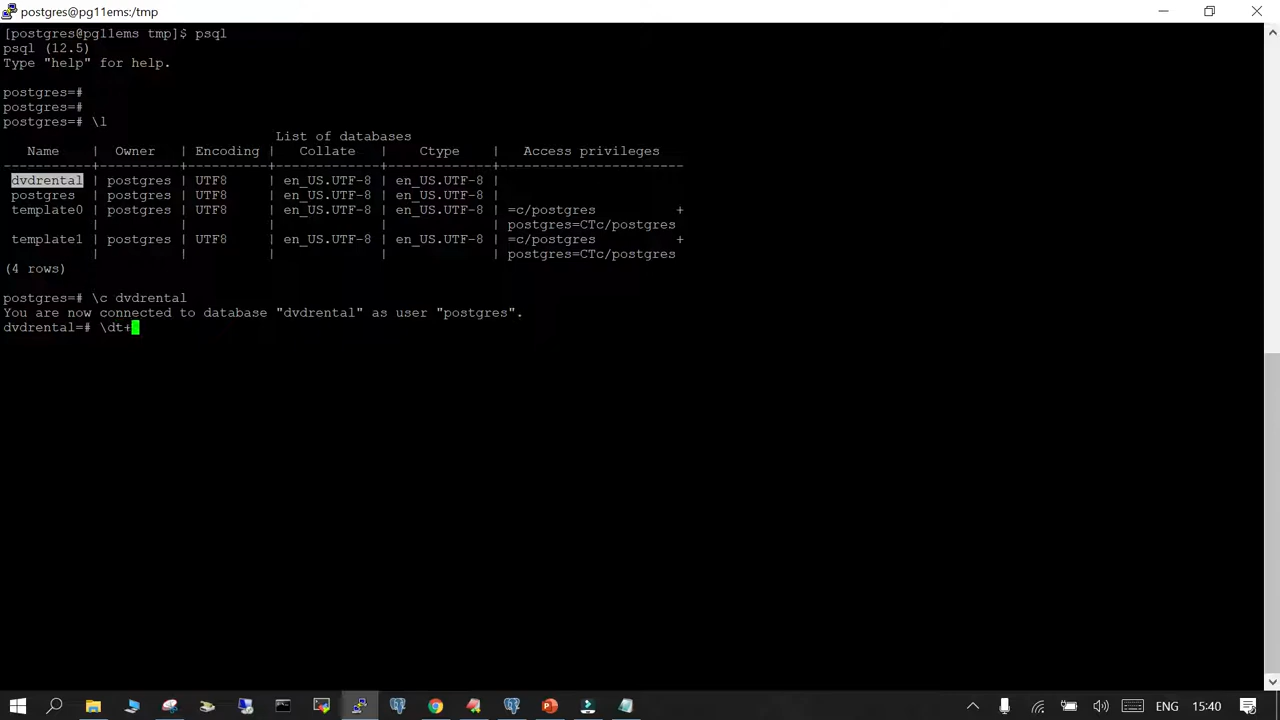 postgres@pg11ems:/tmp
[postgres@pg11ems tmp]$ psql
psql (12.5)
Type "help" for help.
postgres=#
postgres=#
postgres=# \l
List of databases
Name | Owner | Encoding | Collate | Ctype | Access privileges
-----------+----------+----------+-------------+-------------+-----------------------
dvdrental | postgres | UTF8 | en_US.UTF-8 | en_US.UTF-8 |
postgres | postgres | UTF8 | en_US.UTF-8 | en_US.UTF-8 |
template0 | postgres | UTF8 | en_US.UTF-8 | en_US.UTF-8 | =c/postgres +
| | | | | postgres=CTc/postgres
template1 | postgres | UTF8 | en_US.UTF-8 | en_US.UTF-8 | =c/postgres +
| | | | | postgres=CTc/postgres
(4 rows)
postgres=# \c dvdrental
You are now connected to database "dvdrental" as user "postgres".
dvdrental=# \dt+
ENG 15:40